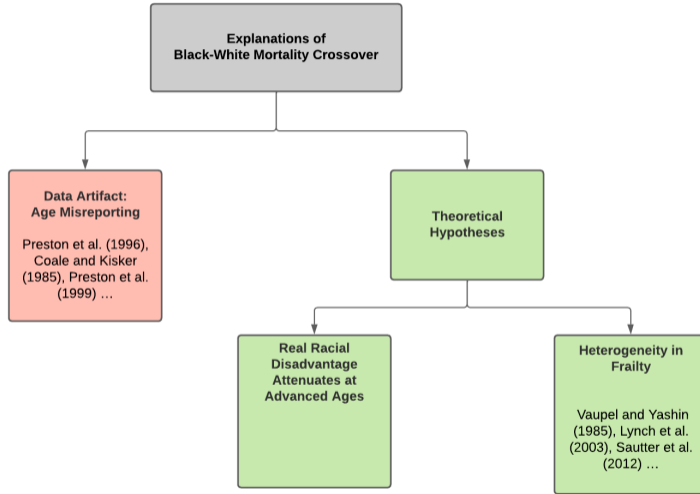 Explanations of
Black-White Mortality Crossover
Data Artifact:
Age Misreporting
Preston et al. (1996),
Coale and Kisker
(1985), Preston et al.
(1999) ...
Theoretical
Hypotheses
Real Racial
Disadvantage
Attenuates at
Advanced Ages
Heterogeneity in
Frailty
Vaupel and Yashin
(1985), Lynch et al.
(2003), Sautter et al.
(2012) ...